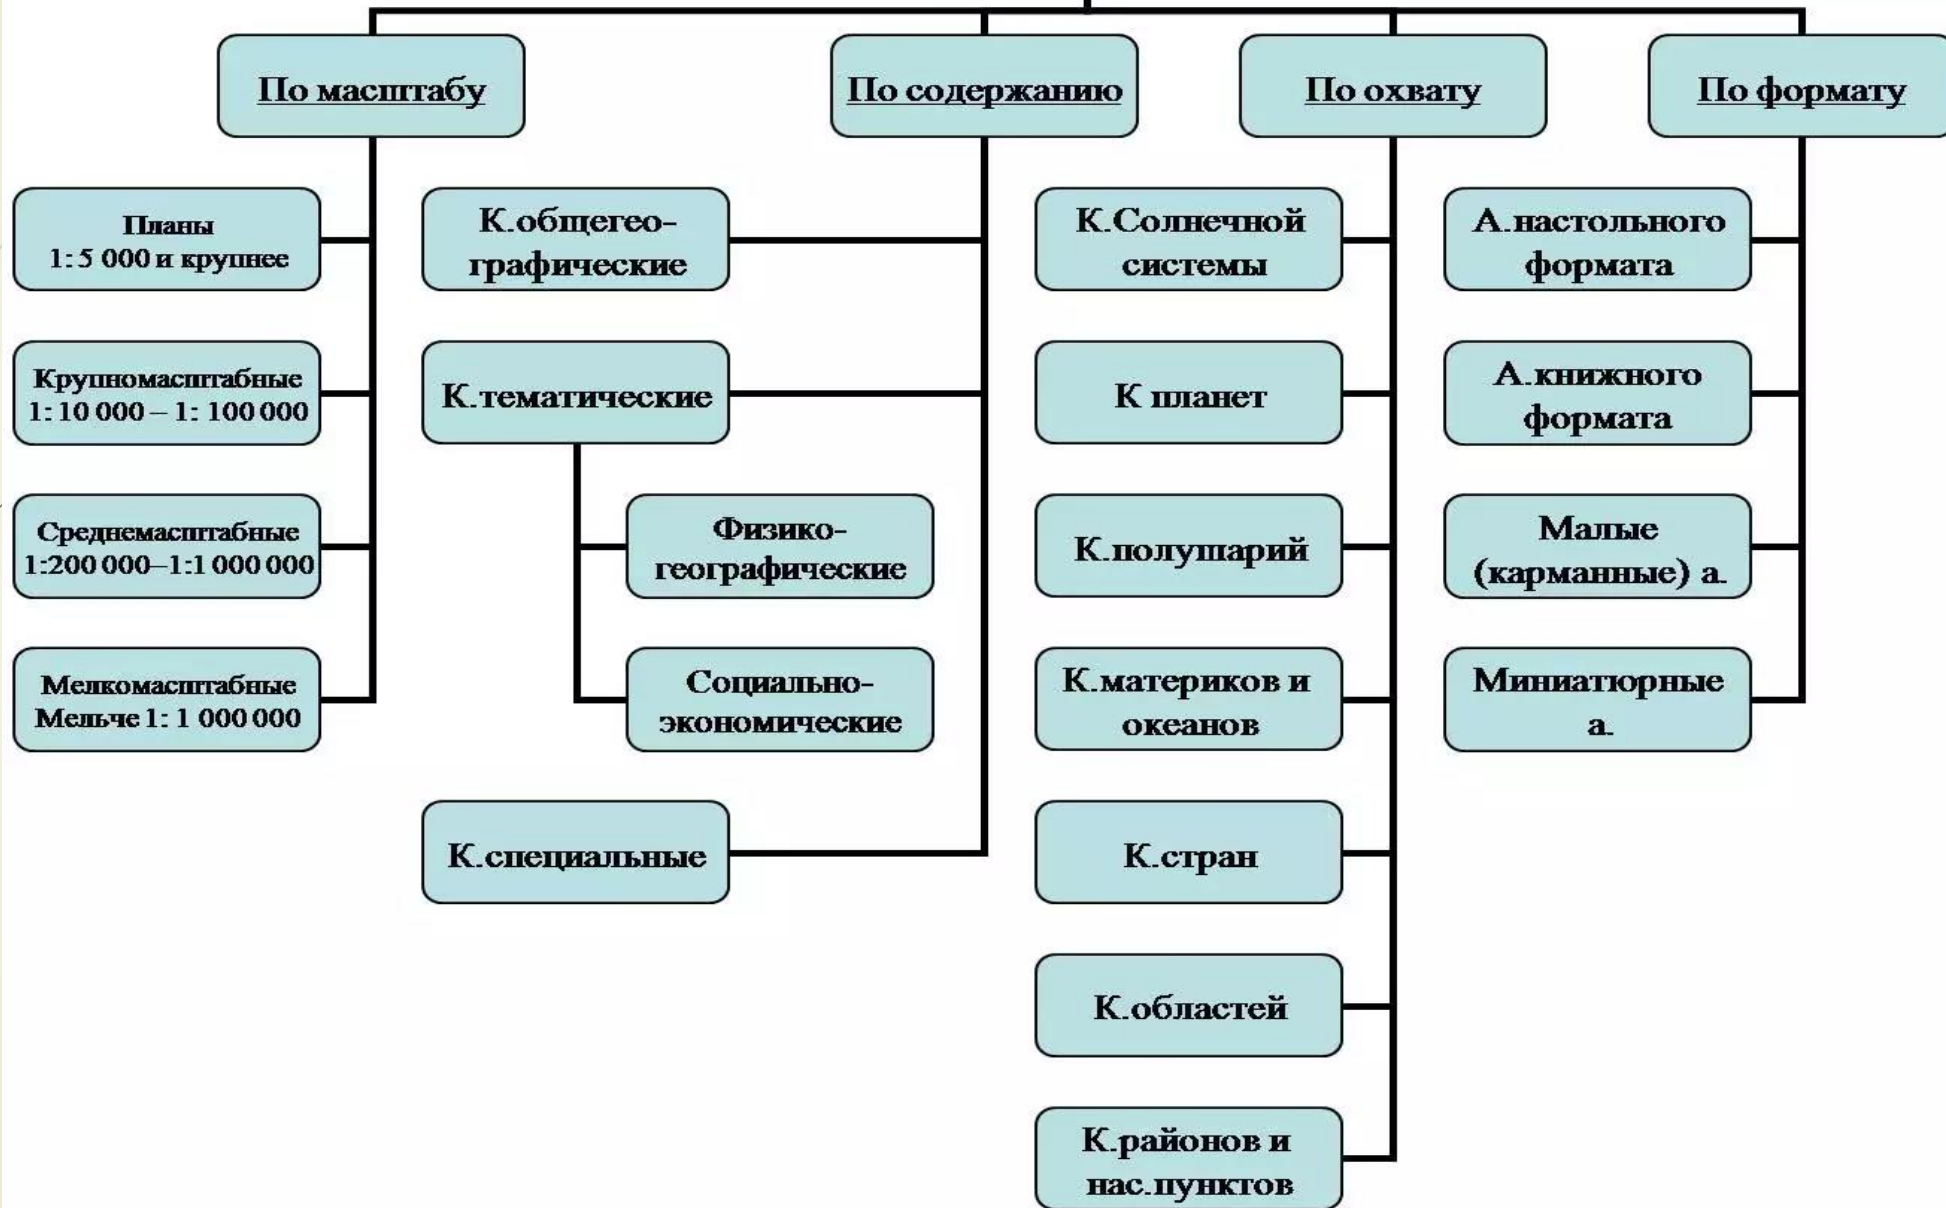 По масштабу
По содержанию
По охвату
По формату
Планы
1: 5 000 и крупнее
Крупномасштабные
1: 10 000 – 1: 100 000
Среднемасштабные
1:200 000–1:1 000 000
Мелкомасштабные
Мельче 1: 1 000 000
К.общегео-
графические
К.тематические
Физико-
географические
Социально-
экономические
К.специальные
К.Солнечной
системы
К планет
К.полушарий
К.материков и
океанов
К.стран
К.областей
К.районов и
нас.пунктов
А.настольного
формата
А.книжного
формата
Малые
(карманные) а.
Миниатюрные
а.